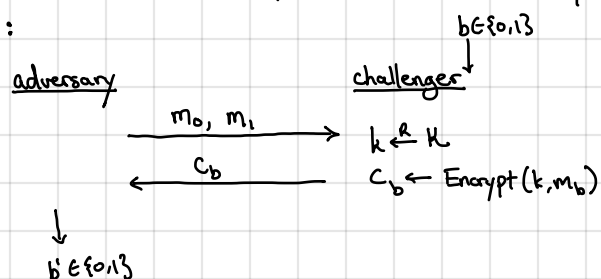 :
b∈{0,1}
adversary challenger
m₀, m₁
k ←ᴿ K
c_b
c_b ← Encrypt(k, m_b)
b' ∈ {0,1}